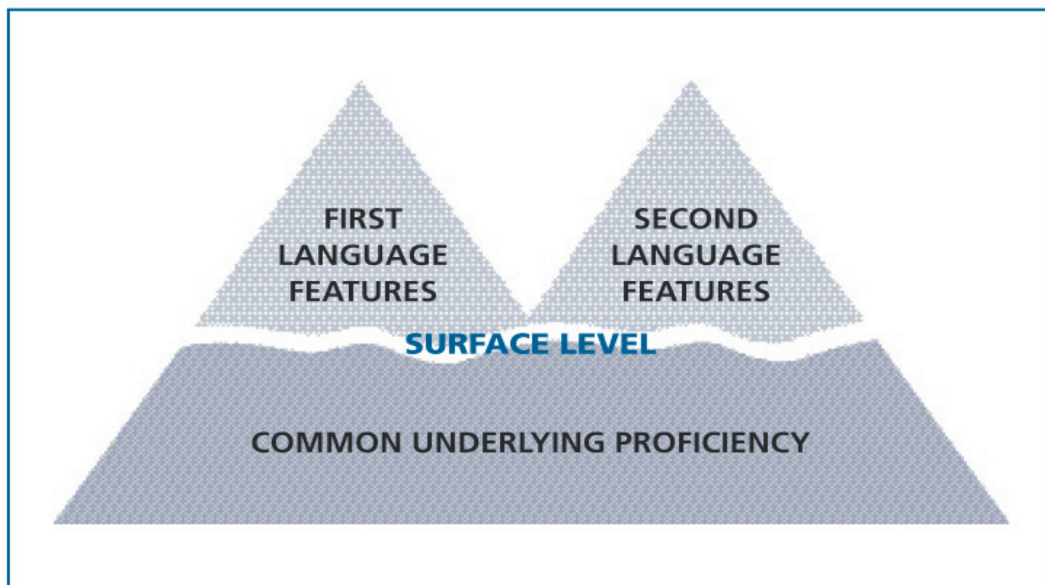 FIRST
LANGUAGE
FEATURES
SECOND
LANGUAGE
FEATURES
SURFACE LEVEL
COMMON UNDERLYING PROFICIENCY